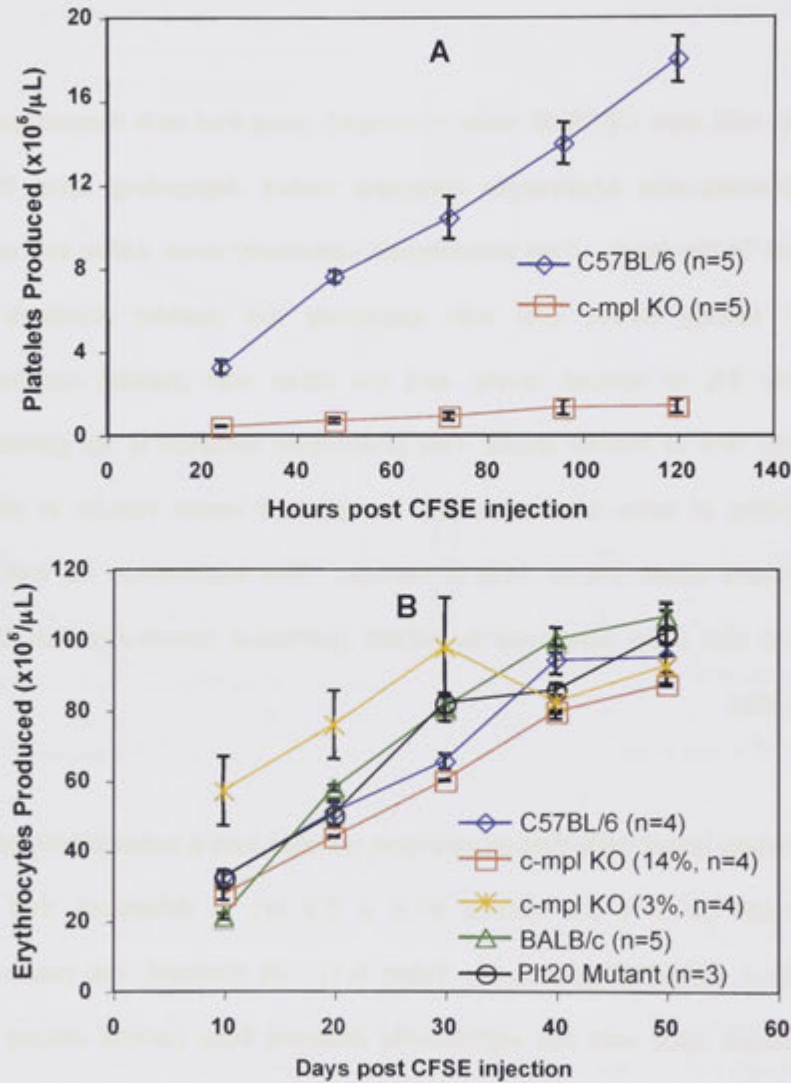 A
Platelets Produced (x10⁵/µL)
20
16
12
8
4
0
C57BL/6 (n=5)
c-mpl KO (n=5)
0 20 40 60 80 100 120 140
Hours post CFSE injection
B
Erythrocytes Produced (x10⁵/µL)
120
100
80
60
40
20
0
C57BL/6 (n=4)
c-mpl KO (14%, n=4)
c-mpl KO (3%, n=4)
BALB/c (n=5)
Plt20 Mutant (n=3)
0 10 20 30 40 50 60
Days post CFSE injection